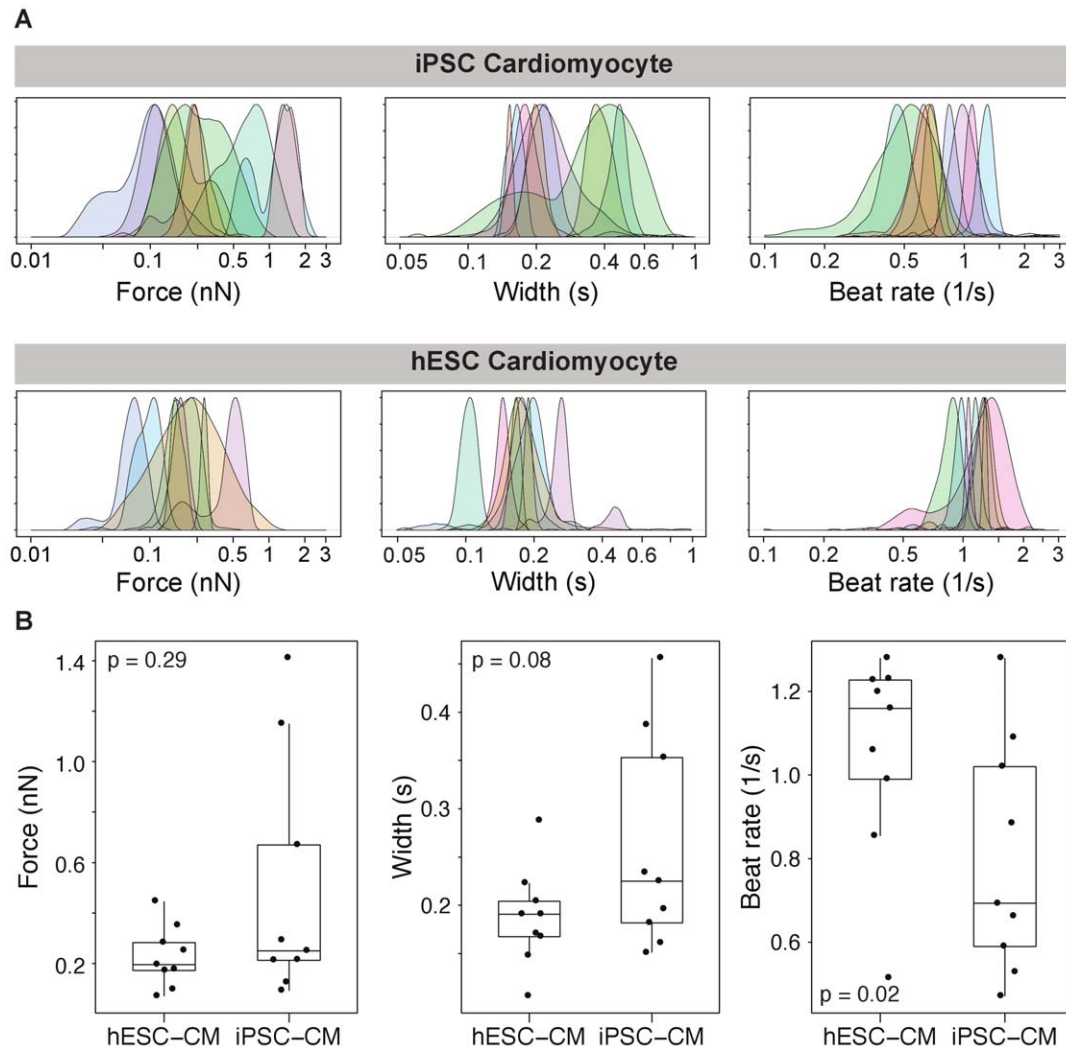 A
iPSC Cardiomyocyte
0.01 0.1 0.5 1 2 3
0.05 0.1 0.2 0.4 0.6 1
0.1 0.2 0.5 1 2 3
Force (nN) Width (s) Beat rate (1/s)
hESC Cardiomyocyte
0.01 0.1 0.5 1 2 3
0.05 0.1 0.2 0.4 0.6 1
0.1 0.2 0.5 1 2 3
Force (nN) Width (s) Beat rate (1/s)
B
Force (nN)
1.4
1.0
0.6
0.2
p = 0.29
hESC–CM iPSC–CM
Width (s)
0.4
0.3
0.2
p = 0.08
hESC–CM iPSC–CM
Beat rate (1/s)
1.2
1.0
0.8
0.6
p = 0.02
hESC–CM iPSC–CM